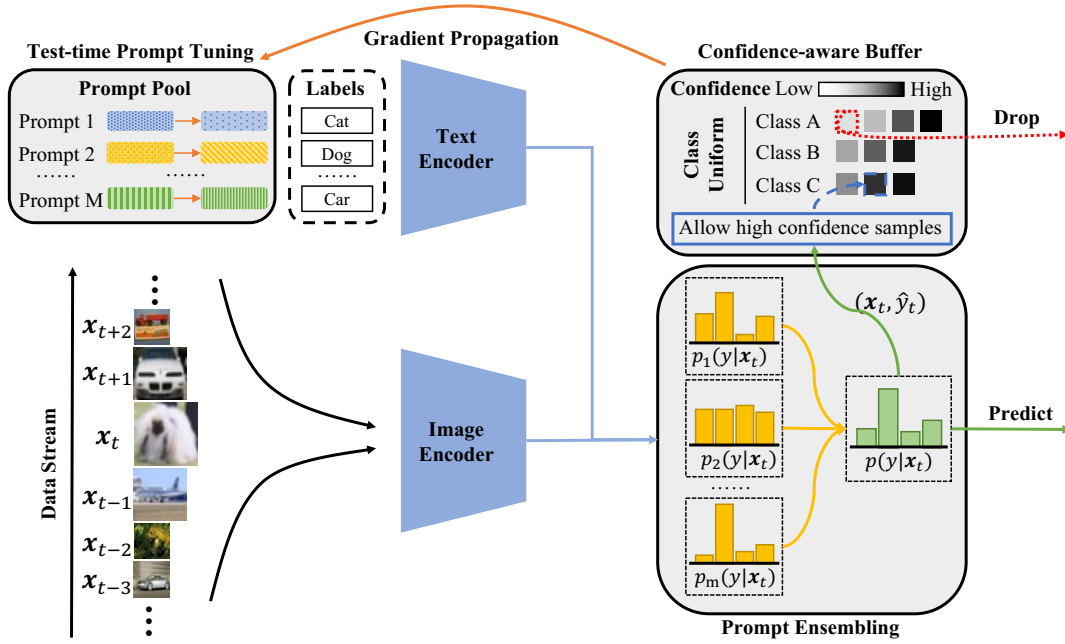 Test-time Prompt Tuning
Gradient Propagation
Confidence-aware Buffer
Prompt Pool
Prompt 1
Prompt 2
......
......
Prompt M
Labels
Cat
Dog
......
Car
Text
Encoder
Confidence Low High
Class
Uniform
Class A
Class B
Class C
Drop
Allow high confidence samples
Data Stream
x_{t+2}
x_{t+1}
x_t
x_{t−1}
x_{t−2}
x_{t−3}
Image
Encoder
p_1(y|x_t)
p_2(y|x_t)
......
p_m(y|x_t)
(x_t, ŷ_t)
p(y|x_t)
Predict
Prompt Ensembling